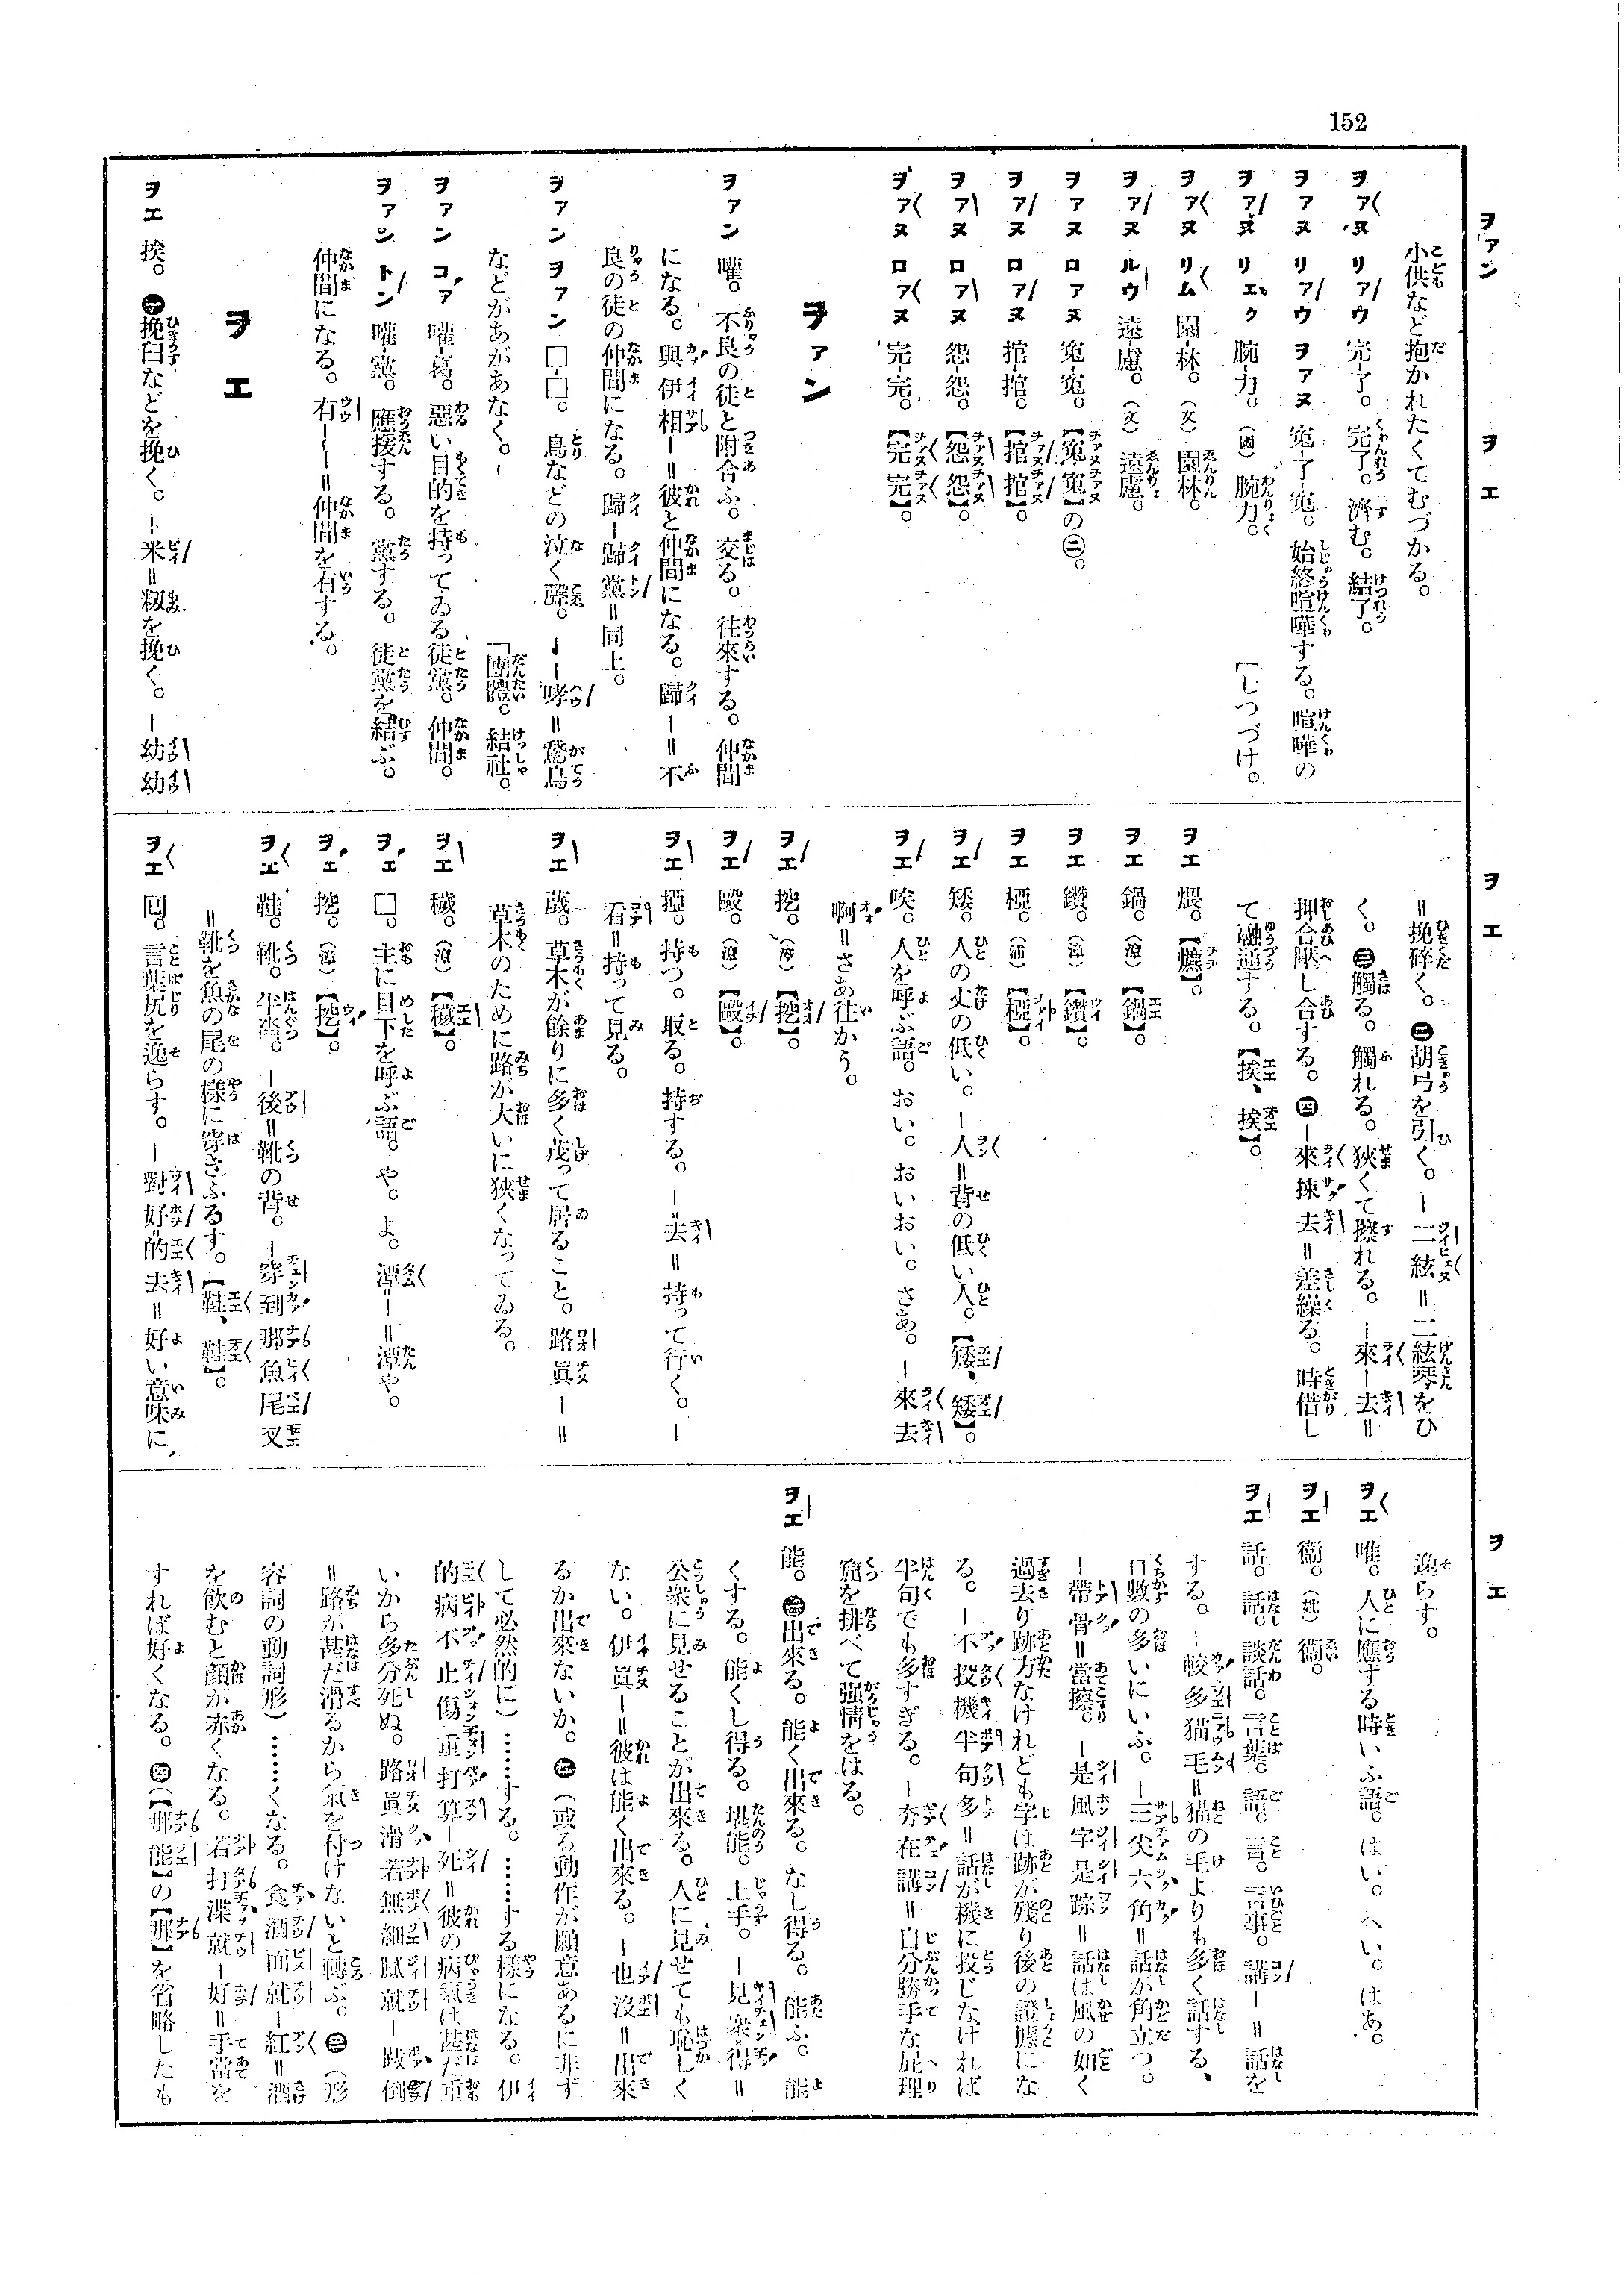 152
ヲァン
ヲエ
ヲエ
ヲエ
小供など抱かれたくてむづかる。
ヲァヌ リァウ 完-了。完了。濟む。結了。
ヲァヌ リァウ ヲァヌ 寃-了-寃。始終喧嘩する。喧嘩の
「しつづけ。
ヲァヌ リェク 腕-力。(國) 腕力。
ヲァヌ リム 園-林。(文) 園林。
ヲァヌ ルウ 遠-慮。(文) 遠慮。
ヲァヌ ロァヌ 寃-寃。【寃寃】の㊁。
ヲァヌ ロァヌ 捾-捾。【捾捾】。
ヲァヌ ロァヌ 怨-怨。【怨怨】。
ヲァヌ ロァヌ 完-完。【完完】。
ヲァン
ヲァン 嚾。不良の徒と附合ふ。交る。往來する。仲間
になる。與伊相-=彼と仲間になる。歸-=不
良の徒の仲間になる。歸-歸黨=同上。
ヲァン ヲァン □-□。鳥などの泣く聲。--哮=鵞鳥
などがあがあなく。
「團體。結社。
ヲァン コァ 嚾-葛。惡い目的を持ってゐる徒黨。仲間。
ヲァン トン 嚾-黨。應援する。黨する。徒黨を結ぶ。
仲間になる。有--=仲間を有する。
ヲエ
ヲエ 挨。㊀挽臼などを挽く。-米=籾を挽く。-幼幼
=挽碎く。㊁胡弓を引く。-二絃=二絃琴をひ
く。㊂觸る。觸れる。狹くて擦れる。-來-去=
押合壓し合する。㊃-來揀去=差繰る。時借し
て融通する。【挨、挨】。
ヲエ 煨。【爊】。
ヲエ 鍋。(漳)【鍋】。
ヲエ 鑽。(漳)【鑽】。
ヲエ 椏。(浦)【椏】。
ヲエ 矮。人の丈の低い。-人=背の低い人。【矮、矮】。
ヲエ 唉。人を呼ぶ語。おい。おいおい。さあ。-來去
啊=さあ往かう。
ヲエ 挖。(漳)【挖】。
ヲエ 毆。(漳)【毆】。
ヲエ 掗。持つ。取る。持する。-去=持って行く。-
看=持って見る。
ヲエ 薉。草木が餘りに多く茂って居ること。路眞-=
草木のために路が大いに狹くなってゐる。
ヲエ 穢。(漳)【穢】。
ヲエ □。主に目下を呼ぶ語。や。よ。潭-=潭や。
ヲエ 挖。(漳)【挖】。
ヲエ 鞋。靴。半沓。-後=靴の背。-穿到那魚尾叉
=靴を魚の尾の樣に穿きふるす。【鞋、鞋】。
ヲエ 囘。言葉尻を逸らす。-對好的去=好い意味に
逸らす。
ヲエ 唯。人に應する時いふ語。はい。へい。はあ。
ヲエ 衞。(姓) 衞。
ヲエ 話。話。談話。言葉。語。言。言事。講-=話を
する。-較多猫毛=猫の毛よりも多く話する、
口數の多いにいふ。-三尖六角=話が角立つ。
-帶骨=當擦。-是風字是踪=話は風の如く
過去り跡方なけれども字は跡が殘り後の證據にな
る。-不投機半句多=話が機に投じなければ
半句でも多すぎる。-夯在講=自分勝手な屁理
窟を排べて强情をはる。
ヲエ 能。㊀出來る。能く出來る。なし得る。能ふ。能
くする。能くし得る。堪能。上手。-見衆得=
公衆に見せることが出來る。人に見せても恥しく
ない。伊眞-=彼は能く出來る。-也沒=出來
るか出來ないか。㊁(或る動作が願意あるに非ず
して必然的に)……する。……する樣になる。伊
的病不止傷重打算-死=彼の病氣は甚だ重
いから多分死ぬ。路眞滑若無細膩就-跋倒
=路が甚だ滑るから氣を付けないと轉ぶ。㊂(形
容詞の動詞形)……くなる。食酒面就-紅=酒
を飮むと顏が赤くなる。若打渫就-好=手當を
すれば好くなる。㊃(【那能】の【那】を省略したも